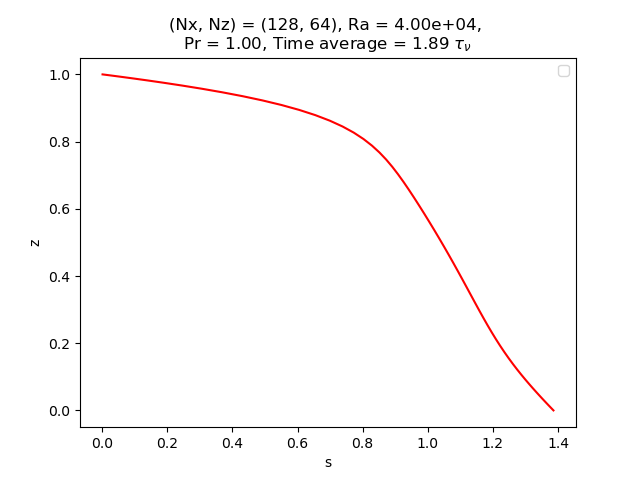 (Nx, Nz) = (128, 64), Ra = 4.00e+04,
Pr = 1.00, Time average = 1.89 τν
1.0
0.8
0.6
0.4
0.2
0.0
z
0.0 0.2 0.4 0.6 0.8 1.0 1.2 1.4
s